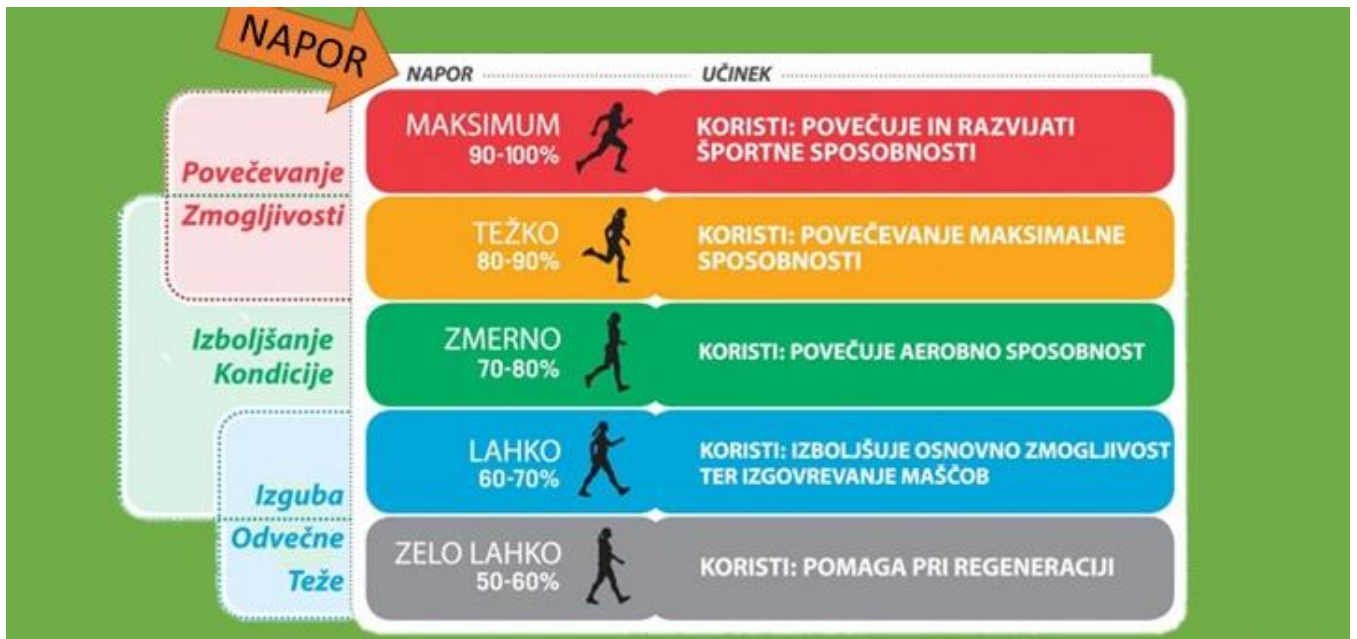 NAPOR
NAPOR UČINEK
MAKSIMUM
90-100%
KORISTI: POVEČUJE IN RAZVIJATI
ŠPORTNE SPOSOBNOSTI
Povečevanje
Zmogljivosti
TEŽKO
80-90%
KORISTI: POVEČEVANJE MAKSIMALNE
SPOSOBNOSTI
Izboljšanje
Kondicije
ZMERNO
70-80%
KORISTI: POVEČUJE AEROBNO SPOSOBNOST
LAHKO
60-70%
KORISTI: IZBOLJŠUJE OSNOVNO ZMOGLJIVOST
TER IZGOVREVANJE MAŠČOB
Izguba
Odvečne
Teže
ZELO LAHKO
50-60%
KORISTI: POMAGA PRI REGENERACIJI